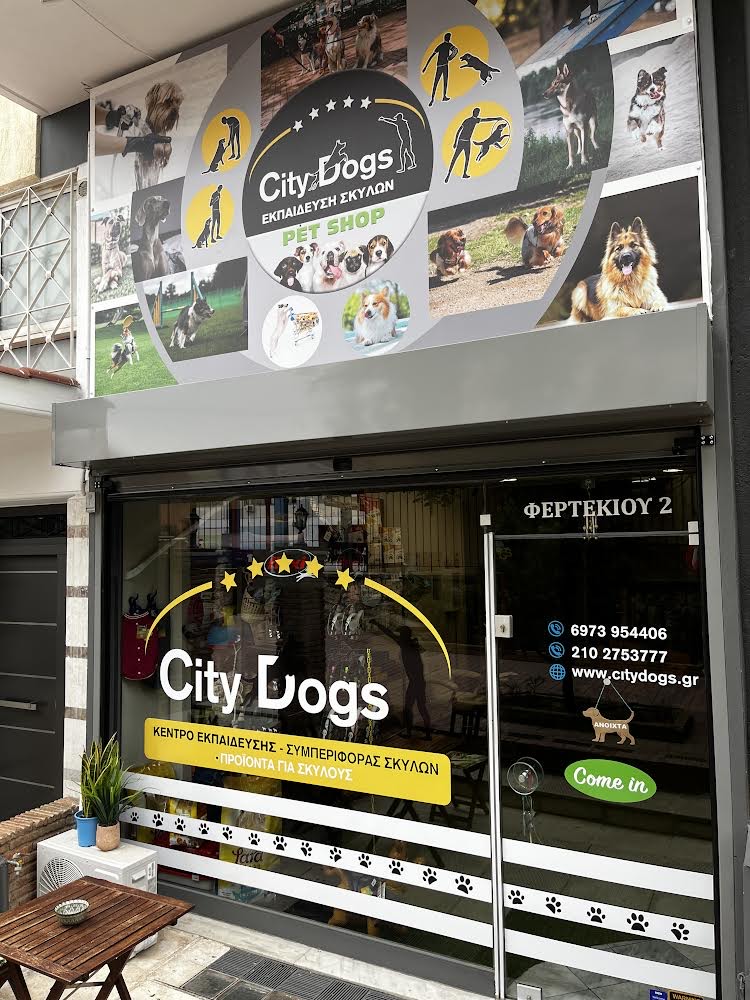 City Dogs
ΕΚΠΑΙΔΕΥΣΗ ΣΚΥΛΩΝ
PET SHOP
ΦΕΡΤΕΚΙΟΥ 2
6973 954406
210 2753777
www.citydogs.gr
ΑΝΟΙΧΤΑ
Come in
City Dogs
ΚΕΝΤΡΟ ΕΚΠΑΙΔΕΥΣΗΣ - ΣΥΜΠΕΡΙΦΟΡΑΣ ΣΚΥΛΩΝ
·ΠΡΟΪΟΝΤΑ ΓΙΑ ΣΚΥΛΟΥΣ
WARNING